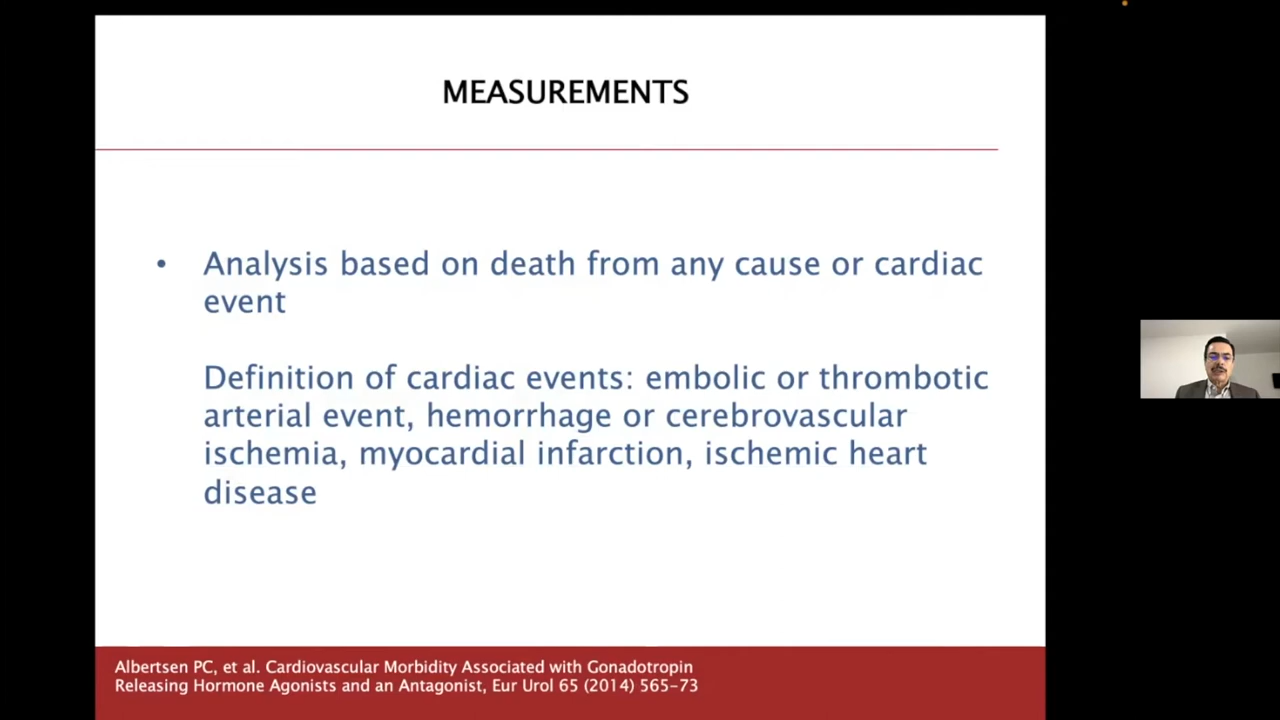 MEASUREMENTS
• Analysis based on death from any cause or cardiac
event
Definition of cardiac events: embolic or thrombotic
arterial event, hemorrhage or cerebrovascular
ischemia, myocardial infarction, ischemic heart
disease
Albertsen PC, et al. Cardiovascular Morbidity Associated with Gonadotropin
Releasing Hormone Agonists and an Antagonist, Eur Urol 65 (2014) 565-73